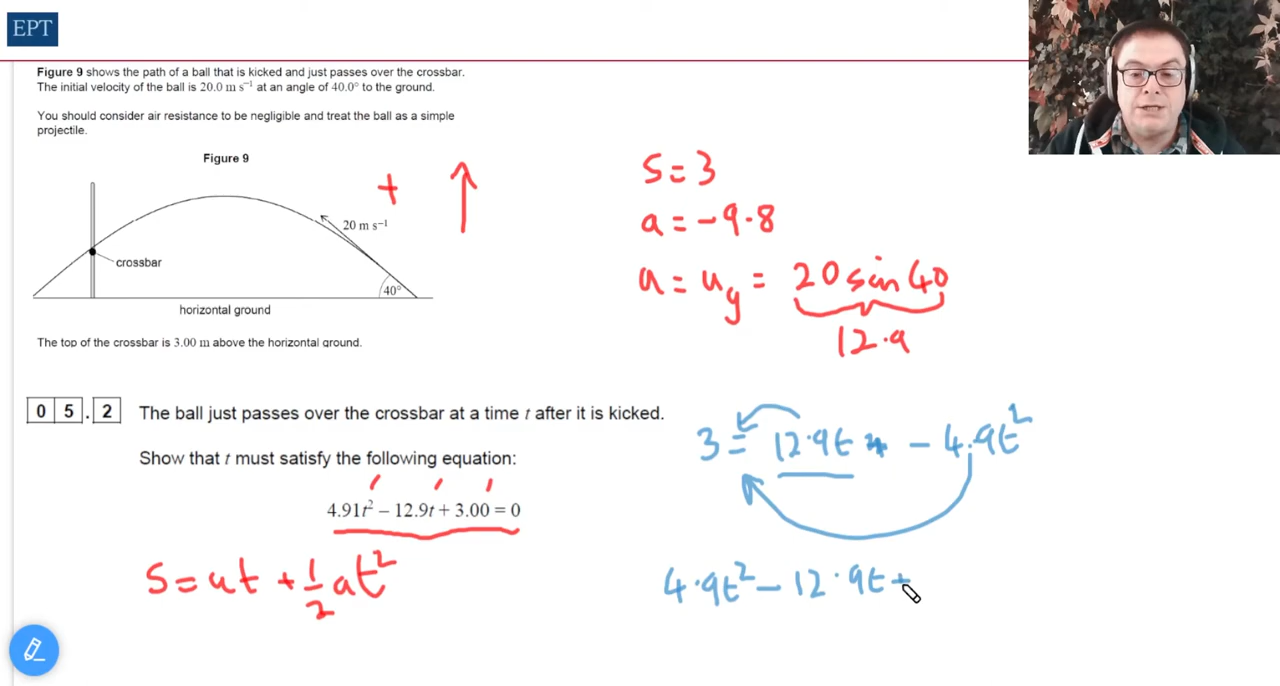 EPT
Figure 9 shows the path of a ball that is kicked and just passes over the crossbar.
The initial velocity of the ball is 20.0 m s⁻¹ at an angle of 40.0° to the ground.
You should consider air resistance to be negligible and treat the ball as a simple
projectile.
Figure 9
+
20 m s⁻¹
crossbar
40°
horizontal ground
The top of the crossbar is 3.00 m above the horizontal ground.
s = 3
a = -9.8
u = u_y = 20 sin 40
12.9
0 5 . 2 The ball just passes over the crossbar at a time t after it is kicked.
Show that t must satisfy the following equation:
4.91t² – 12.9t + 3.00 = 0
s = ut + 1/2 at²
3 = 12.9t - 4.9t²
4.9t² - 12.9t +